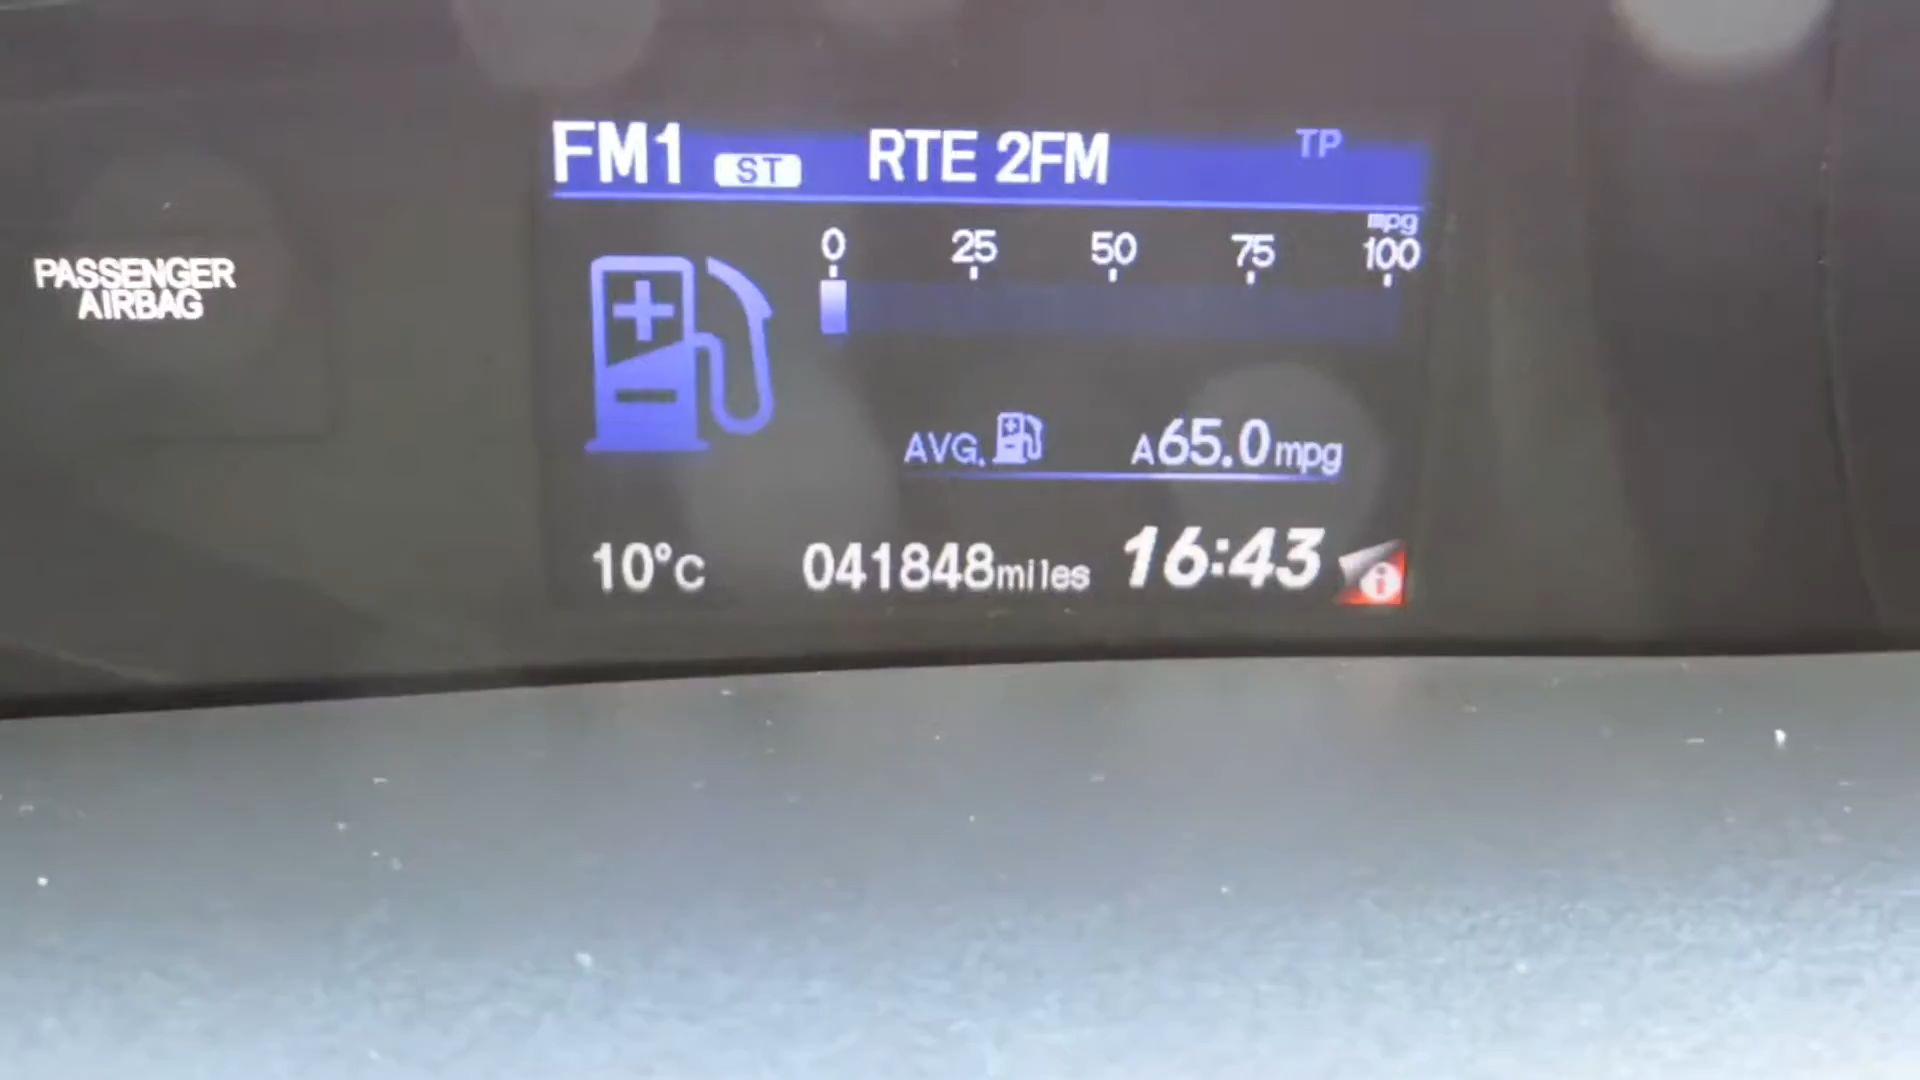 FM1 ST RTE 2FM TP
mpg
0 25 50 75 100
PASSENGER
AIRBAG
AVG. A65.0mpg
10°C 041848miles 16:43 i